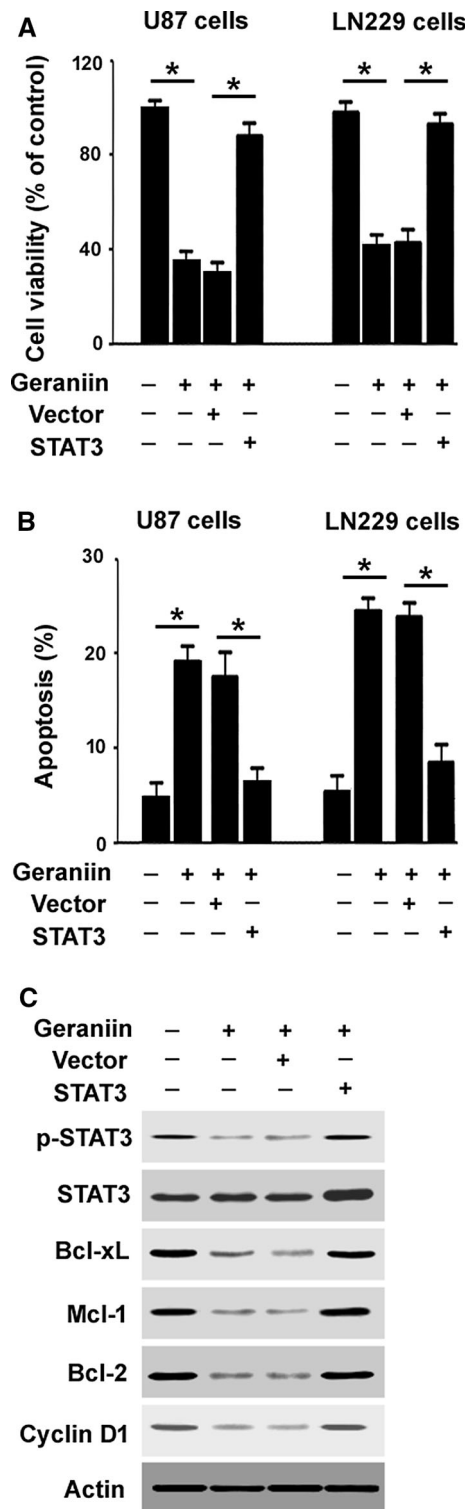 A
U87 cells LN229 cells
Cell viability (% of control)
120
80
40
0
* * * *
Geraniin – + + + – + + +
Vector – – + – – – + –
STAT3 – – – + – – – +
B
U87 cells LN229 cells
Apoptosis (%)
30
20
10
0
* * * *
Geraniin – + + + – + + +
Vector – – + – – – + –
STAT3 – – – + – – – +
C
Geraniin – + + +
Vector – – + –
STAT3 – – – +
p-STAT3
STAT3
Bcl-xL
Mcl-1
Bcl-2
Cyclin D1
Actin